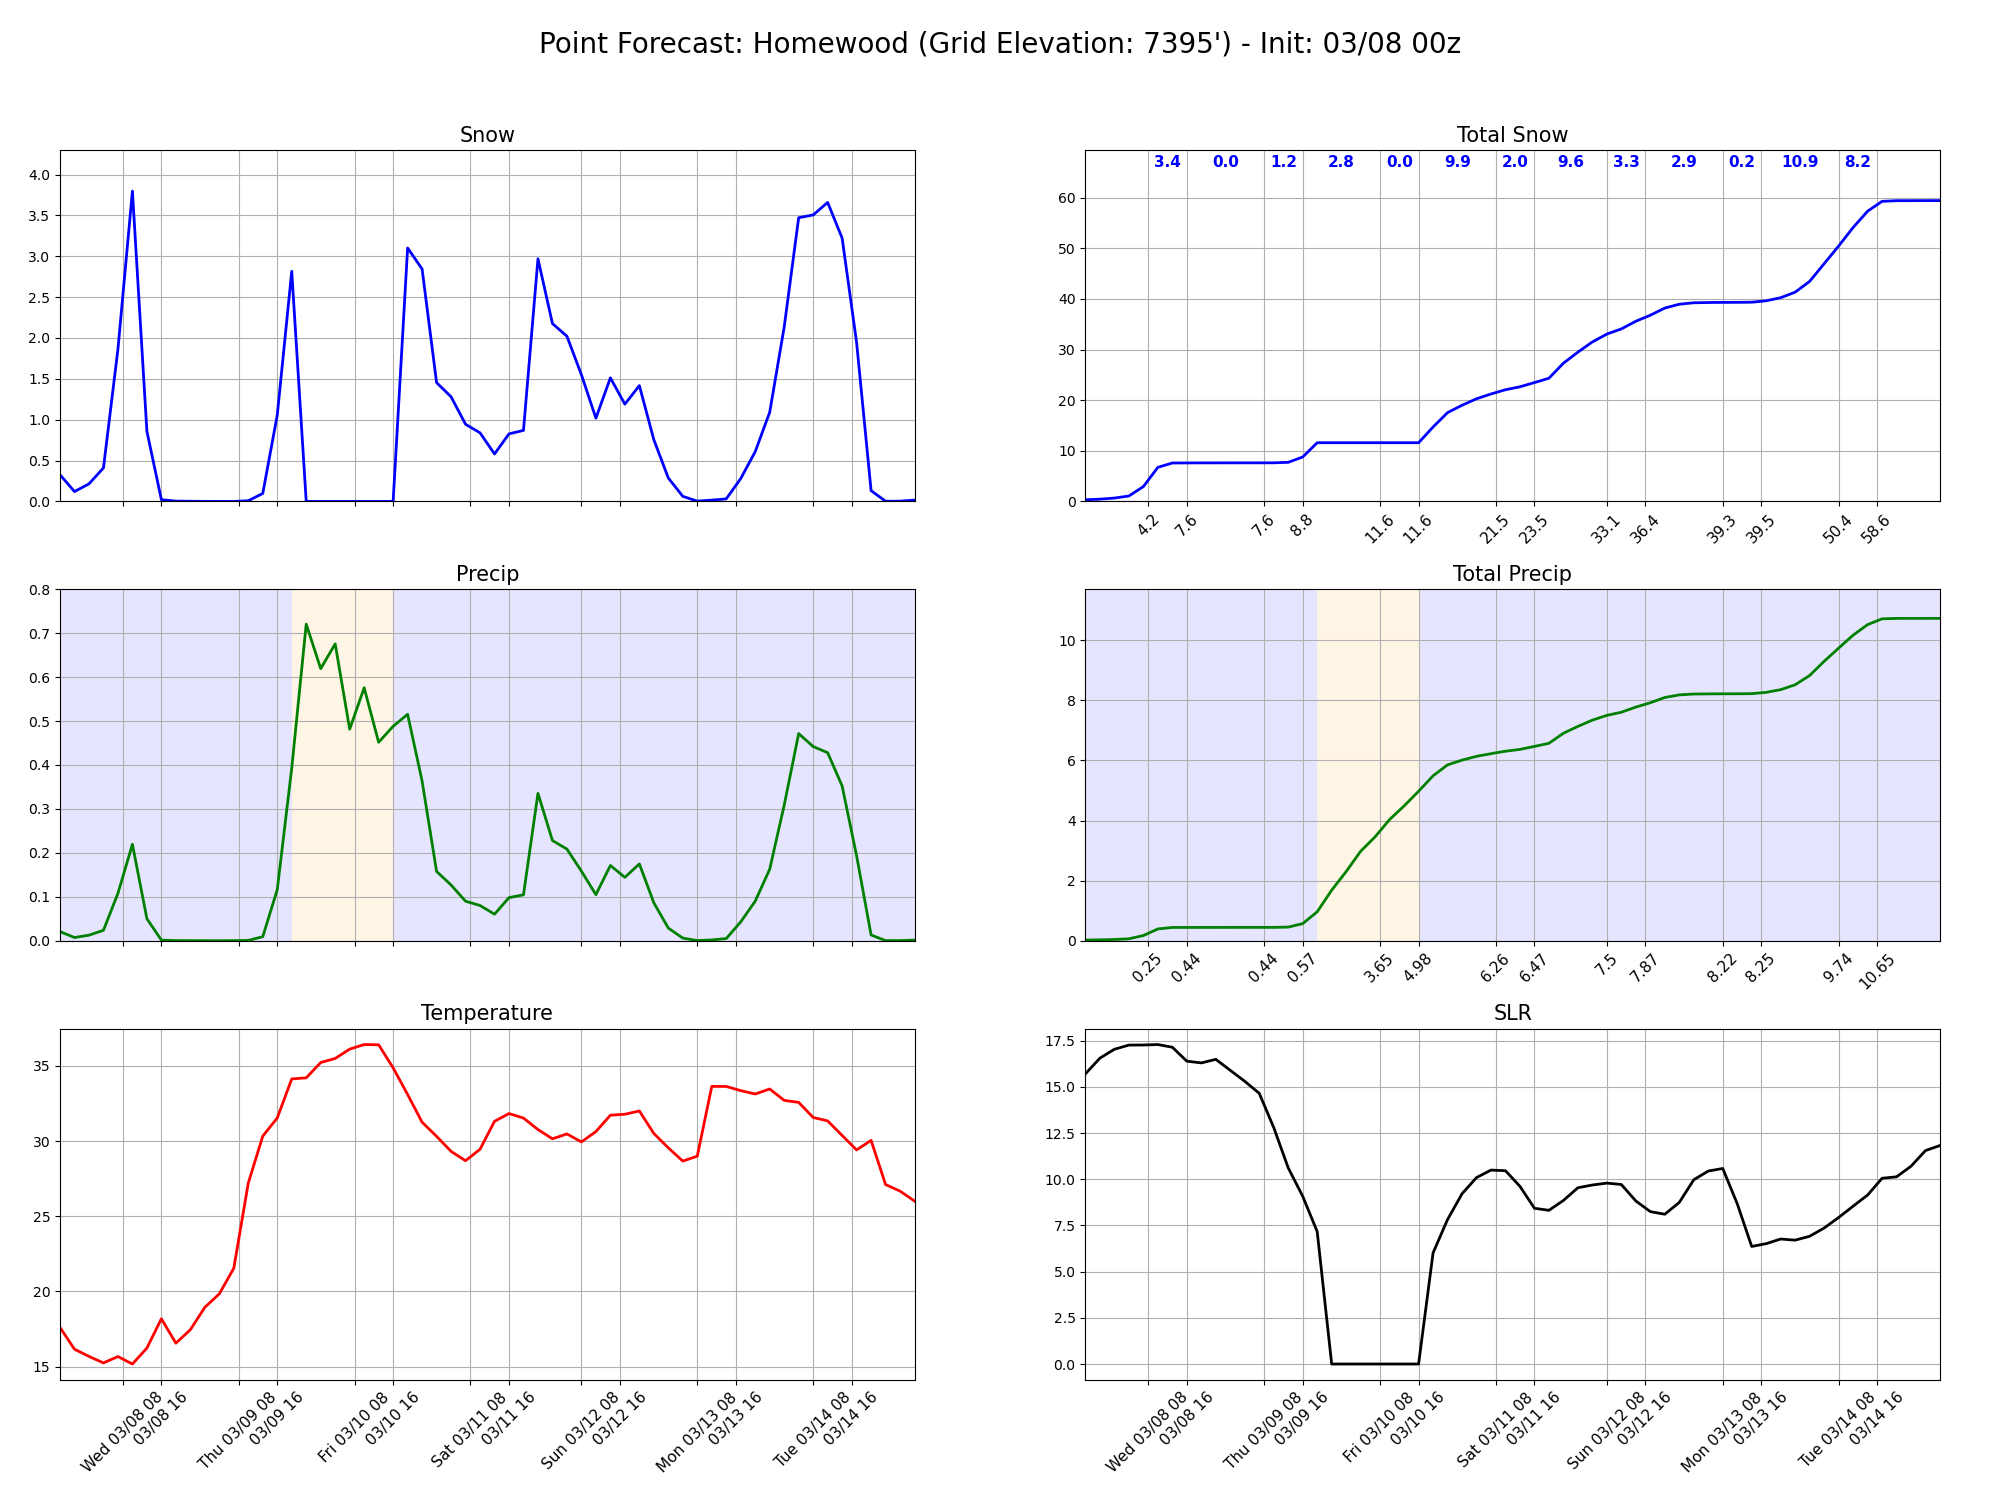 Point Forecast: Homewood (Grid Elevation: 7395') - Init: 03/08 00z
Snow
4.0
3.5
3.0
2.5
2.0
1.5
1.0
0.5
0.0
Total Snow
3.4 0.0 1.2 2.8 0.0 9.9 2.0 9.6 3.3 2.9 0.2 10.9 8.2
60
50
40
30
20
10
0
4.2 7.6 7.6 8.8 11.6 11.6 21.5 23.5 33.1 36.4 39.3 39.5 50.4 58.6
Precip
0.8
0.7
0.6
0.5
0.4
0.3
0.2
0.1
0.0
Total Precip
10
8
6
4
2
0
0.25 0.44 0.44 0.57 3.65 4.98 6.26 6.47 7.5 7.87 8.22 8.25 9.74 10.65
Temperature
35
30
25
20
15
Wed 03/08 08
03/08 16
Thu 03/09 08
03/09 16
Fri 03/10 08
03/10 16
Sat 03/11 08
03/11 16
Sun 03/12 08
03/12 16
Mon 03/13 08
03/13 16
Tue 03/14 08
03/14 16
SLR
17.5
15.0
12.5
10.0
7.5
5.0
2.5
0.0
Wed 03/08 08
03/08 16
Thu 03/09 08
03/09 16
Fri 03/10 08
03/10 16
Sat 03/11 08
03/11 16
Sun 03/12 08
03/12 16
Mon 03/13 08
03/13 16
Tue 03/14 08
03/14 16